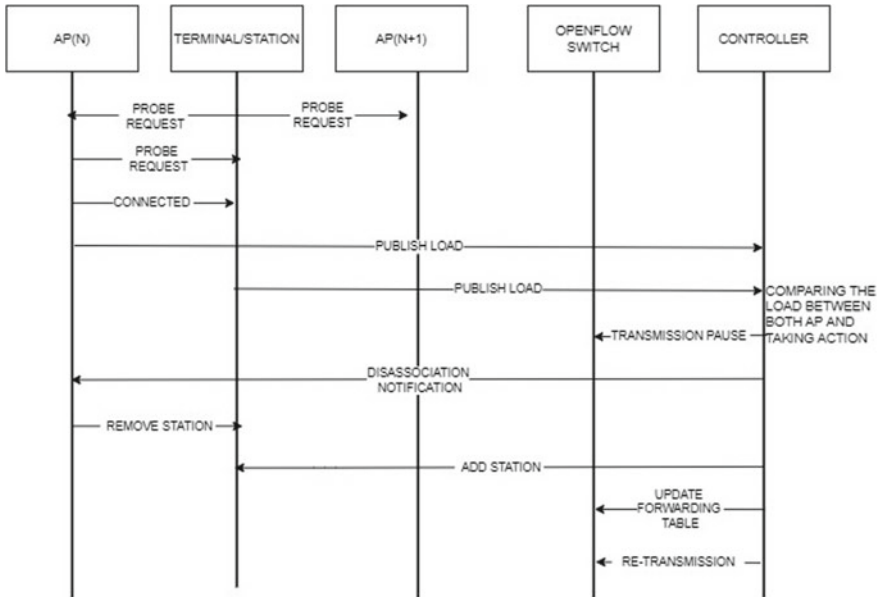 AP(N)
TERMINAL/STATION
AP(N+1)
OPENFLOW
SWITCH
CONTROLLER
PROBE
REQUEST
PROBE
REQUEST
PROBE
REQUEST
CONNECTED
PUBLISH LOAD
PUBLISH LOAD
COMPARING THE
LOAD BETWEEN
BOTH AP AND
TAKING ACTION
TRANSMISSION PAUSE
DISASSOCIATION
NOTIFICATION
REMOVE STATION
ADD STATION
UPDATE
FORWARDING
TABLE
RE-TRANSMISSION